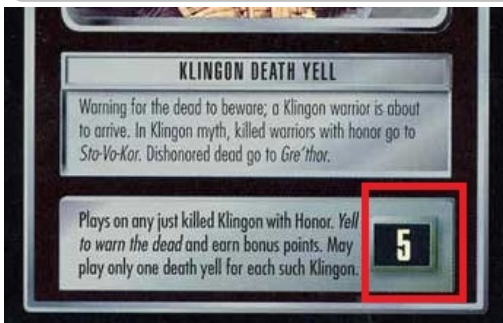 KLINGON DEATH YELL
Warning for the dead to beware; a Klingon warrior is about
to arrive. In Klingon myth, killed warriors with honor go to
Sto-Vo-Kor. Dishonored dead go to Gre'thor.
Plays on any just killed Klingon with Honor. Yell
to warn the dead and earn bonus points. May
play only one death yell for each such Klingon.
5